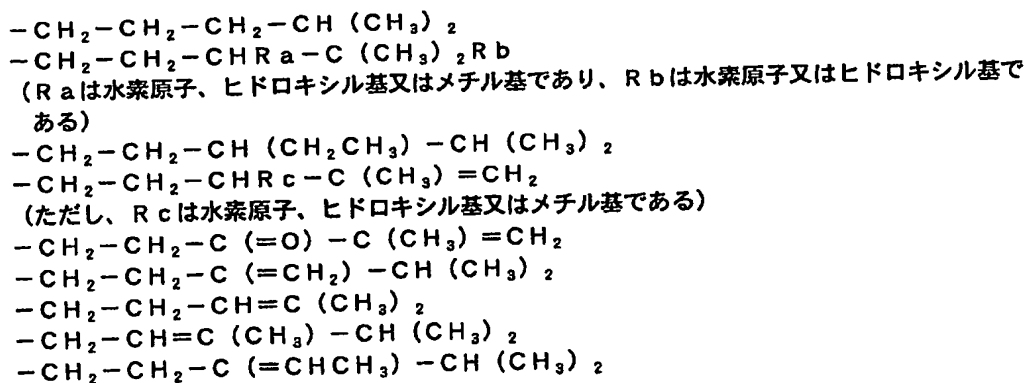 －ＣＨ₂－ＣＨ₂－ＣＨ₂－ＣＨ（ＣＨ₃）₂
－ＣＨ₂－ＣＨ₂－ＣＨＲａ－Ｃ（ＣＨ₃）₂Ｒｂ
（Ｒａは水素原子、ヒドロキシル基又はメチル基であり、Ｒｂは水素原子又はヒドロキシル基で
ある）
－ＣＨ₂－ＣＨ₂－ＣＨ（ＣＨ₂ＣＨ₃）－ＣＨ（ＣＨ₃）₂
－ＣＨ₂－ＣＨ₂－ＣＨＲｃ－Ｃ（ＣＨ₃）＝ＣＨ₂
（ただし、Ｒｃは水素原子、ヒドロキシル基又はメチル基である）
－ＣＨ₂－ＣＨ₂－Ｃ（＝Ｏ）－Ｃ（ＣＨ₃）＝ＣＨ₂
－ＣＨ₂－ＣＨ₂－Ｃ（＝ＣＨ₂）－ＣＨ（ＣＨ₃）₂
－ＣＨ₂－ＣＨ₂－ＣＨ＝Ｃ（ＣＨ₃）₂
－ＣＨ₂－ＣＨ＝Ｃ（ＣＨ₃）－ＣＨ（ＣＨ₃）₂
－ＣＨ₂－ＣＨ₂－Ｃ（＝ＣＨＣＨ₃）－ＣＨ（ＣＨ₃）₂